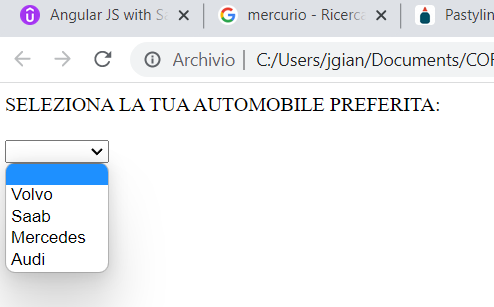 Angular JS with S
mercurio - Ricerca
Pastylin
Archivio | C:/Users/jgian/Documents/COR
SELEZIONA LA TUA AUTOMOBILE PREFERITA:
Volvo
Saab
Mercedes
Audi